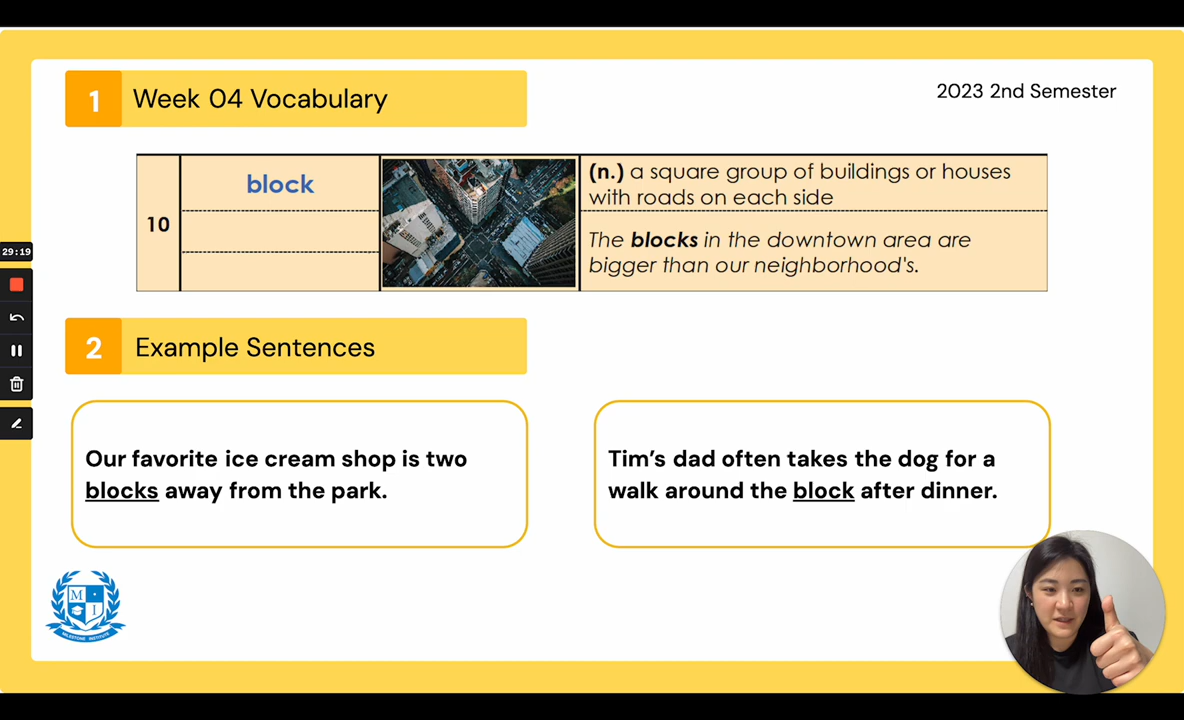 1 Week 04 Vocabulary
2023 2nd Semester
10
block
(n.) a square group of buildings or houses
with roads on each side
The blocks in the downtown area are
bigger than our neighborhood's.
29:19
2 Example Sentences
Our favorite ice cream shop is two
blocks away from the park.
Tim’s dad often takes the dog for a
walk around the block after dinner.
M I
MILESTONE INSTITUTE